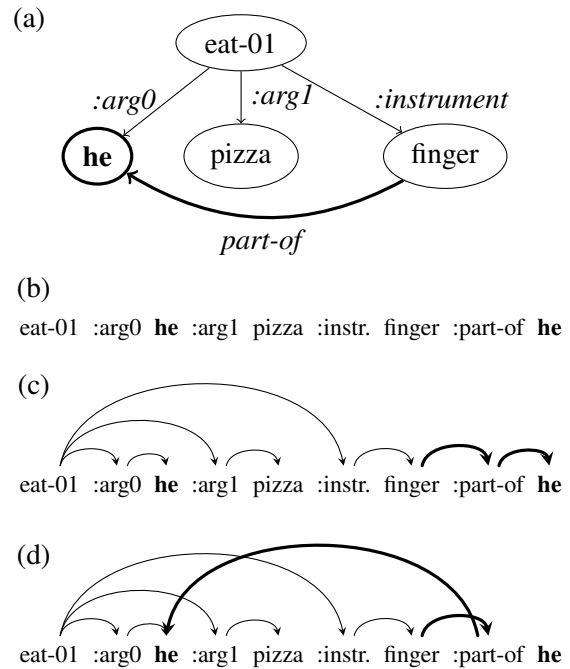 (a)
eat-01
:arg0 :arg1 :instrument
he pizza finger
part-of
(b)
eat-01 :arg0 he :arg1 pizza :instr. finger :part-of he
(c)
eat-01 :arg0 he :arg1 pizza :instr. finger :part-of he
(d)
eat-01 :arg0 he :arg1 pizza :instr. finger :part-of he